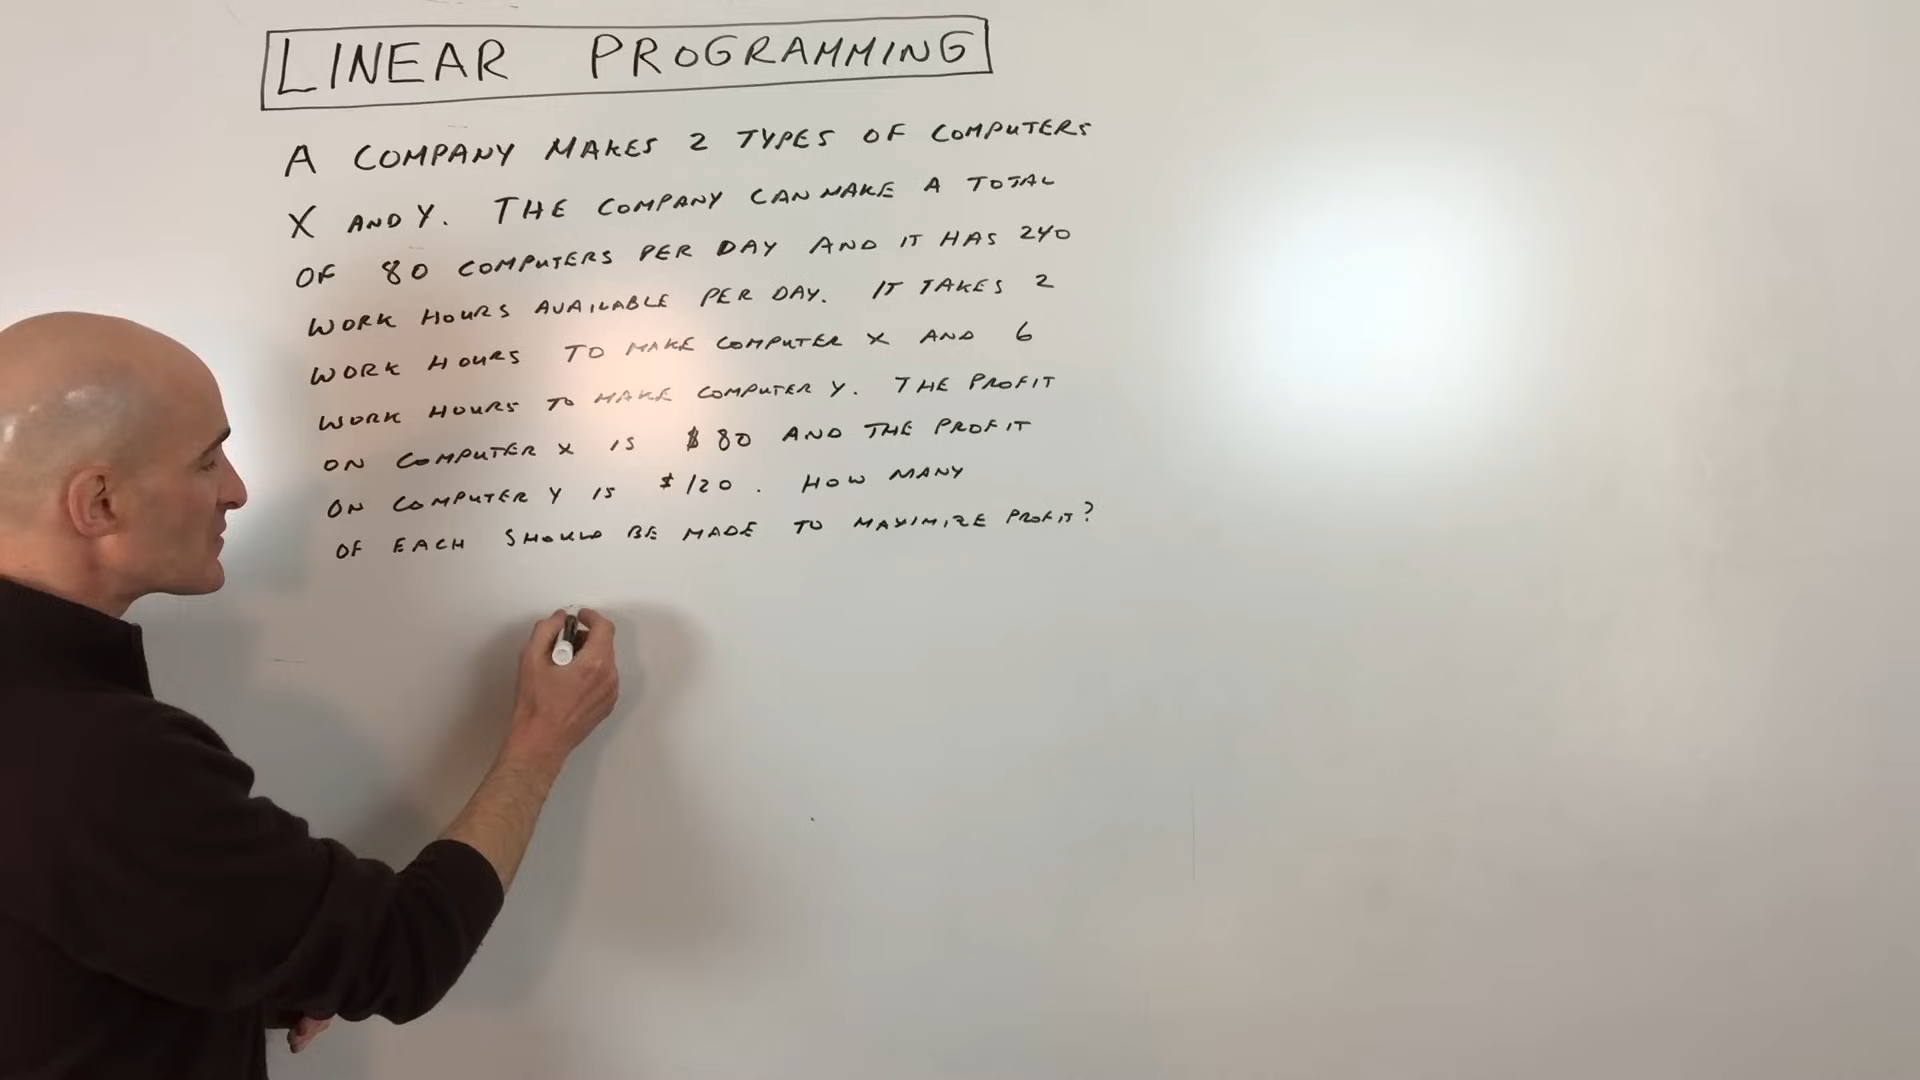 LINEAR PROGRAMMING
A COMPANY MAKES 2 TYPES OF COMPUTERS
X AND Y. THE COMPANY CAN MAKE A TOTAL
OF 80 COMPUTERS PER DAY AND IT HAS 240
WORK HOURS AVAILABLE PER DAY. IT TAKES 2
WORK HOURS TO MAKE COMPUTER X AND 6
WORK HOURS TO MAKE COMPUTER Y. THE PROFIT
ON COMPUTER X IS $80 AND THE PROFIT
ON COMPUTER Y IS $120. HOW MANY
OF EACH SHOULD BE MADE TO MAXIMIZE PROFIT?